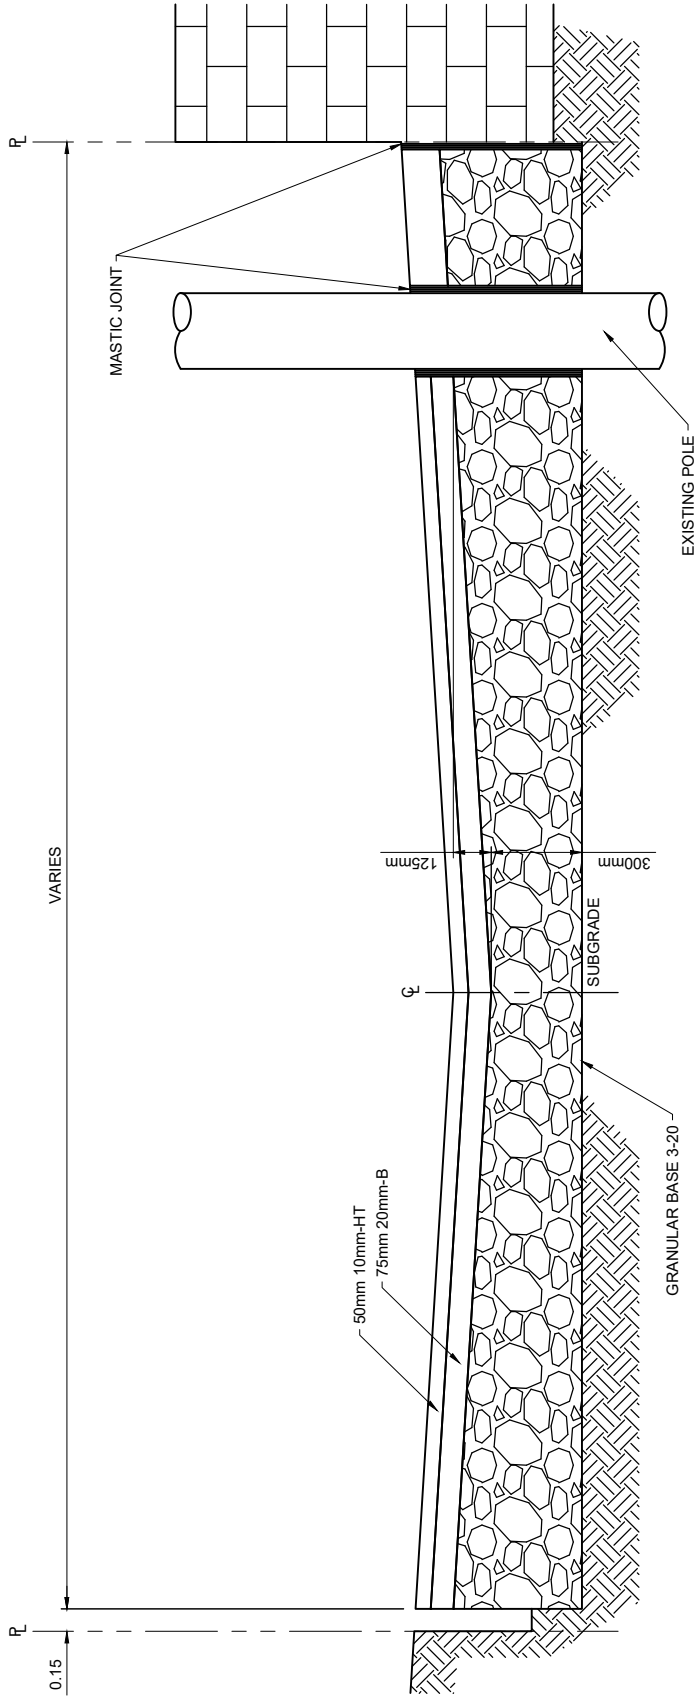 0.15
VARIES
PL
PL
MASTIC JOINT
50mm 10mm-HT
75mm 20mm-B
CL
125mm
300mm
SUBGRADE
GRANULAR BASE 3-20
EXISTING POLE